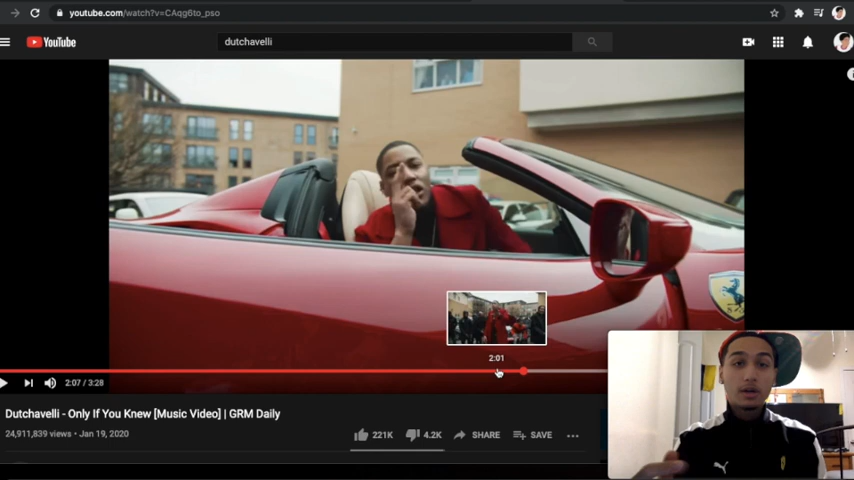 youtube.com/watch?v=CAqg6to_pso
YouTube
dutchavelli
2:01
2:07 / 3:28
Dutchavelli - Only If You Knew [Music Video] | GRM Daily
24,911,839 views • Jan 19, 2020
221K
4.2K
SHARE
SAVE